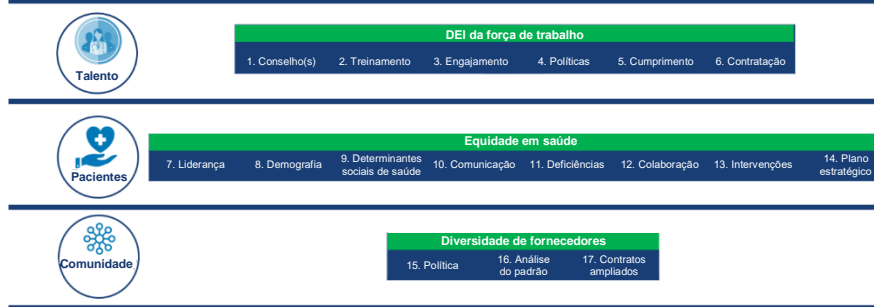 DEI da força de trabalho
1. Conselho(s) 2. Treinamento 3. Engajamento 4. Políticas 5. Cumprimento 6. Contratação
Talento
Equidade em saúde
7. Liderança 8. Demografia 9. Determinantes sociais de saúde 10. Comunicação 11. Deficiências 12. Colaboração 13. Intervenções 14. Plano estratégico
Pacientes
Diversidade de fornecedores
15. Política 16. Análise do padrão 17. Contratos ampliados
Comunidade